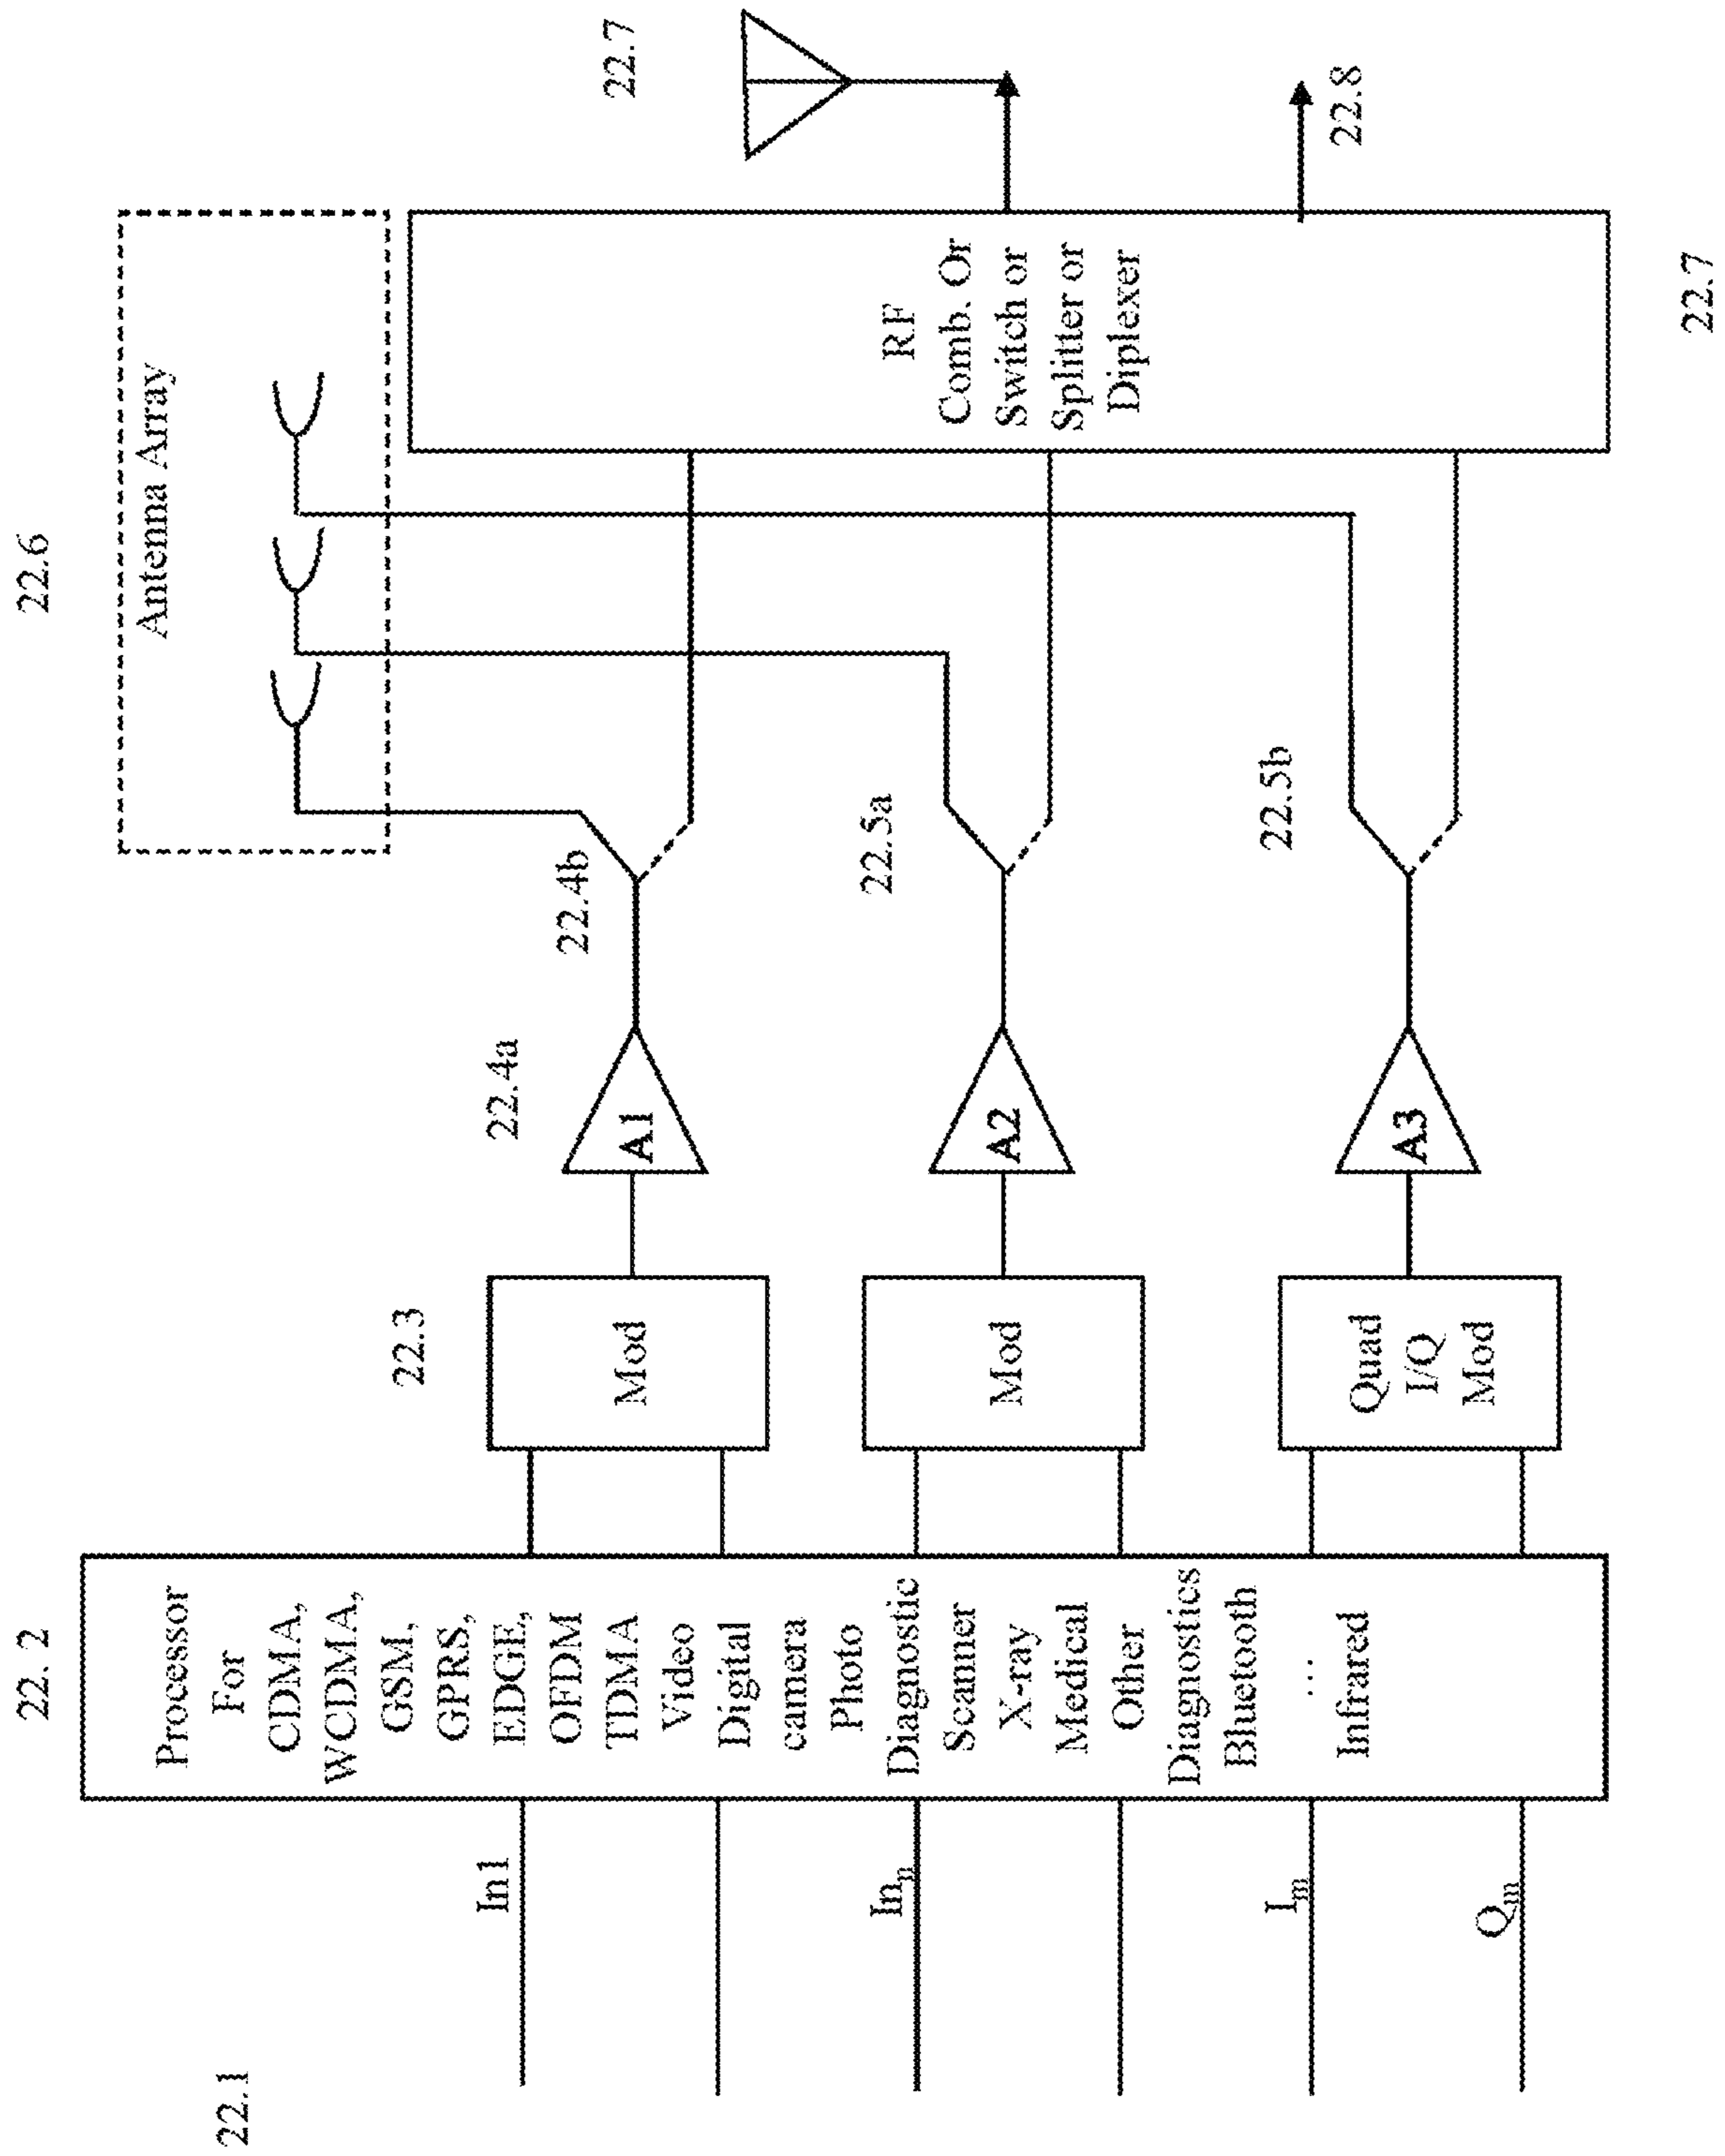 22.1
In1
In_n
I_m
Q_m
22. 2
Processor
For
CDMA,
WCDMA,
GSM,
GPRS,
EDGE,
OFDM
TDMA
Video
Digital
camera
Photo
Diagnostic
Scanner
X-ray
Medical
Other
Diagnostics
Bluetooth
...
Infrared
22.3
Mod
Mod
Quad
I/Q
Mod
22.4a
A1
A2
A3
22.4b
22.5a
22.5b
22.6
Antenna Array
RF
Comb. Or
Switch or
Splitter or
Diplexer
22.7
22.7
22.8